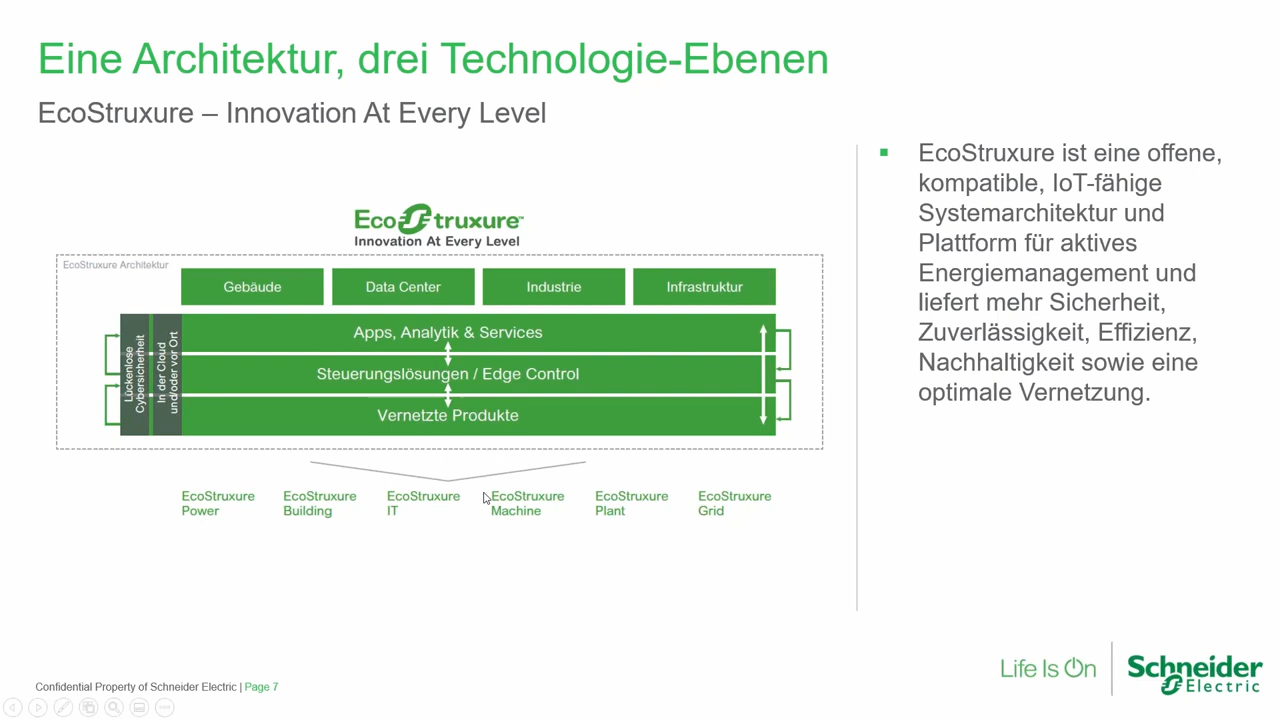 Eine Architektur, drei Technologie-Ebenen
EcoStruxure – Innovation At Every Level
EcoStruxure™
Innovation At Every Level
EcoStruxure Architektur
Gebäude
Data Center
Industrie
Infrastruktur
Lückenlose
Cybersicherheit
In der Cloud
und/oder vor Ort
Apps, Analytik & Services
Steuerungslösungen / Edge Control
Vernetzte Produkte
EcoStruxure
Power
EcoStruxure
Building
EcoStruxure
IT
EcoStruxure
Machine
EcoStruxure
Plant
EcoStruxure
Grid
EcoStruxure ist eine offene,
kompatible, IoT-fähige
Systemarchitektur und
Plattform für aktives
Energiemanagement und
liefert mehr Sicherheit,
Zuverlässigkeit, Effizienz,
Nachhaltigkeit sowie eine
optimale Vernetzung.
Confidential Property of Schneider Electric | Page 7
Life Is On
Schneider
Electric